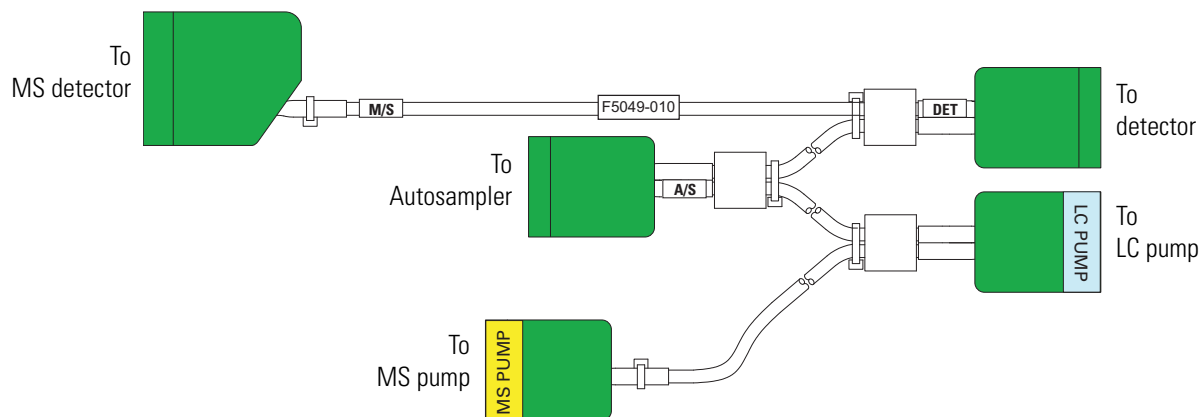 To
MS detector
M/S
F5049-010
DET
To
detector
To
Autosampler
A/S
LC PUMP
To
LC pump
To
MS pump
MS PUMP